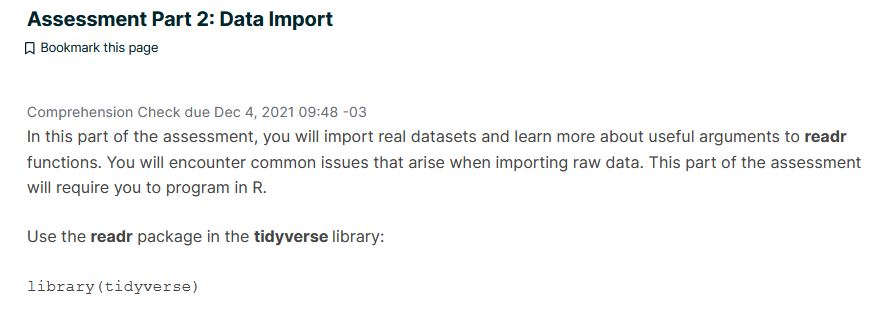 Assessment Part 2: Data Import
Bookmark this page
Comprehension Check due Dec 4, 2021 09:48 -03
In this part of the assessment, you will import real datasets and learn more about useful arguments to readr
functions. You will encounter common issues that arise when importing raw data. This part of the assessment
will require you to program in R.
Use the readr package in the tidyverse library:
library(tidyverse)